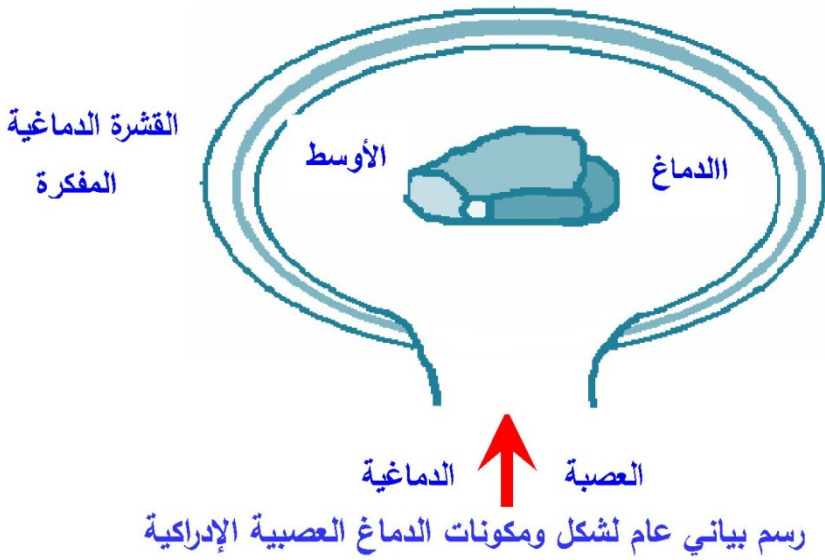 القشرة الدماغية
المفكرة
االدماغ الأوسط
العصبة الدماغية
رسم بياني عام لشكل ومكونات الدماغ العصبية الإدراكية